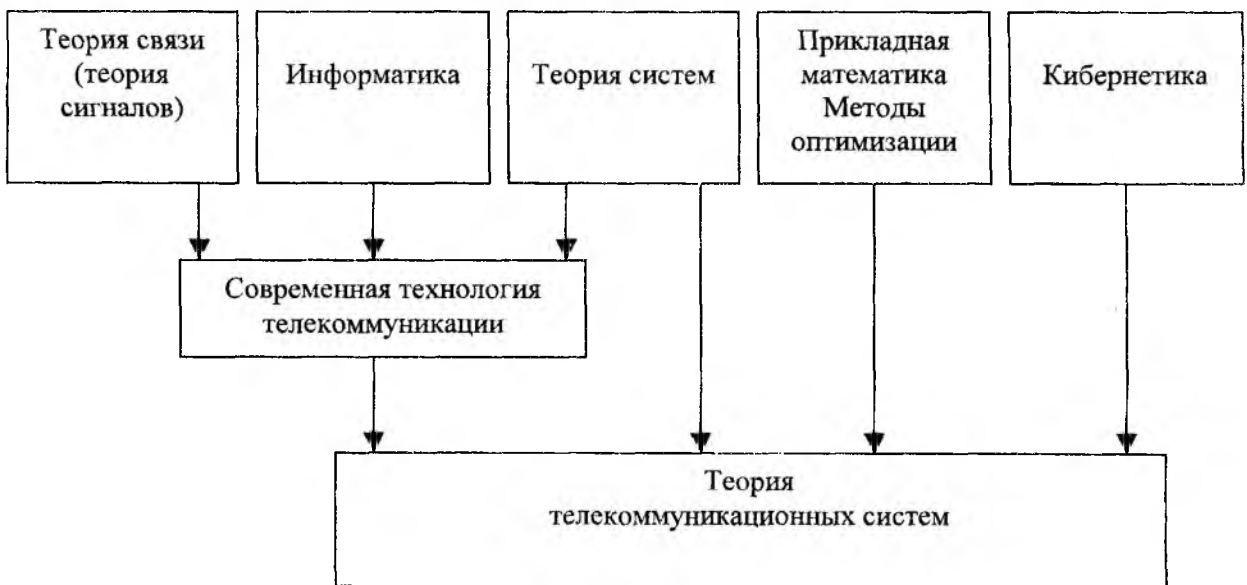 Теория связи
(теория
сигналов)
Информатика
Теория систем
Прикладная
математика
Методы
оптимизации
Кибернетика
Современная технология
телекоммуникации
Теория
телекоммуникационных систем